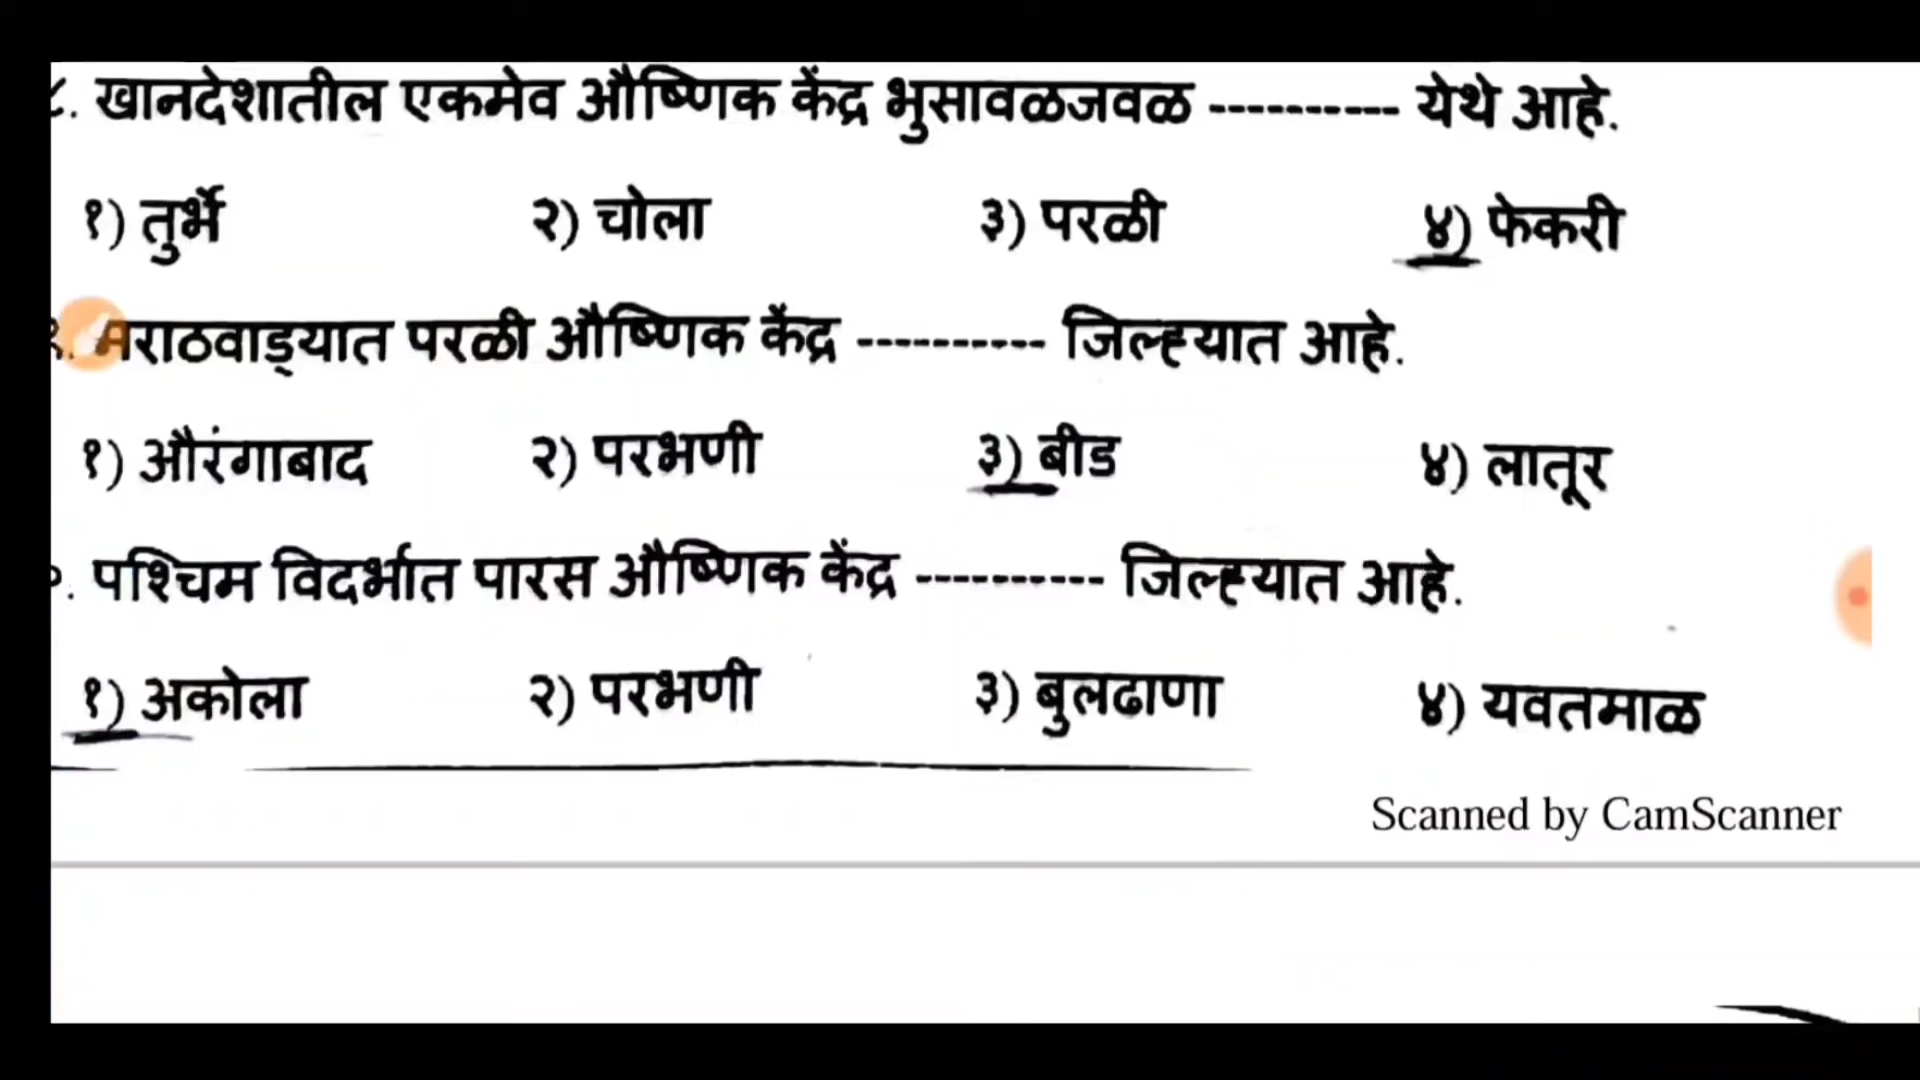 ८. खानदेशातील एकमेव औष्णिक केंद्र भुसावळजवळ ---------- येथे आहे.
१) तुर्भे २) चोला ३) परळी ४) फेकरी
मराठवाड्यात परळी औष्णिक केंद्र ---------- जिल्ह्यात आहे.
१) औरंगाबाद २) परभणी ३) बीड ४) लातूर
०. पश्चिम विदर्भात पारस औष्णिक केंद्र ---------- जिल्ह्यात आहे.
१) अकोला २) परभणी ३) बुलढाणा ४) यवतमाळ
Scanned by CamScanner